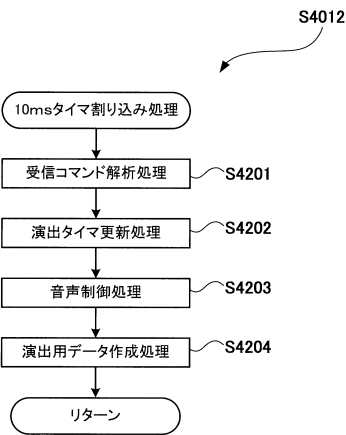 S4012
10msタイマ割り込み処理
受信コマンド解析処理
S4201
演出タイマ更新処理
S4202
音声制御処理
S4203
演出用データ作成処理
S4204
リターン